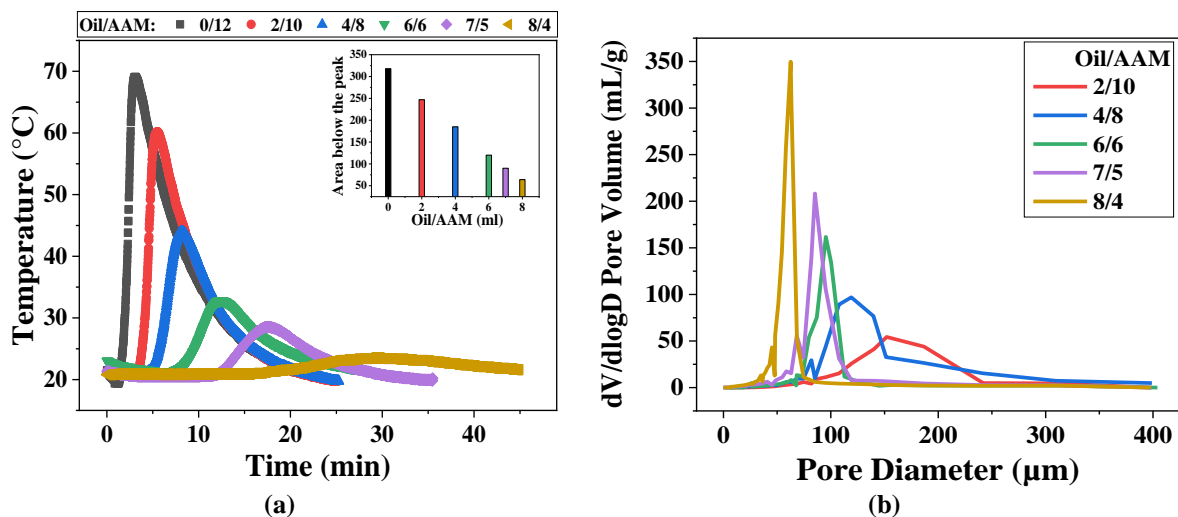 Oil/AAM: 0/12 2/10 4/8 6/6 7/5 8/4
70
60
50
40
30
20
Temperature (°C)
0 10 20 30 40
Time (min)
(a)
350
300
250
200
150
100
50
Area below the peak
0 2 4 6 8
Oil/AAM (ml)
350
300
250
200
150
100
50
0
dV/dlogD Pore Volume (mL/g)
Oil/AAM
2/10
4/8
6/6
7/5
8/4
0 100 200 300 400
Pore Diameter (µm)
(b)